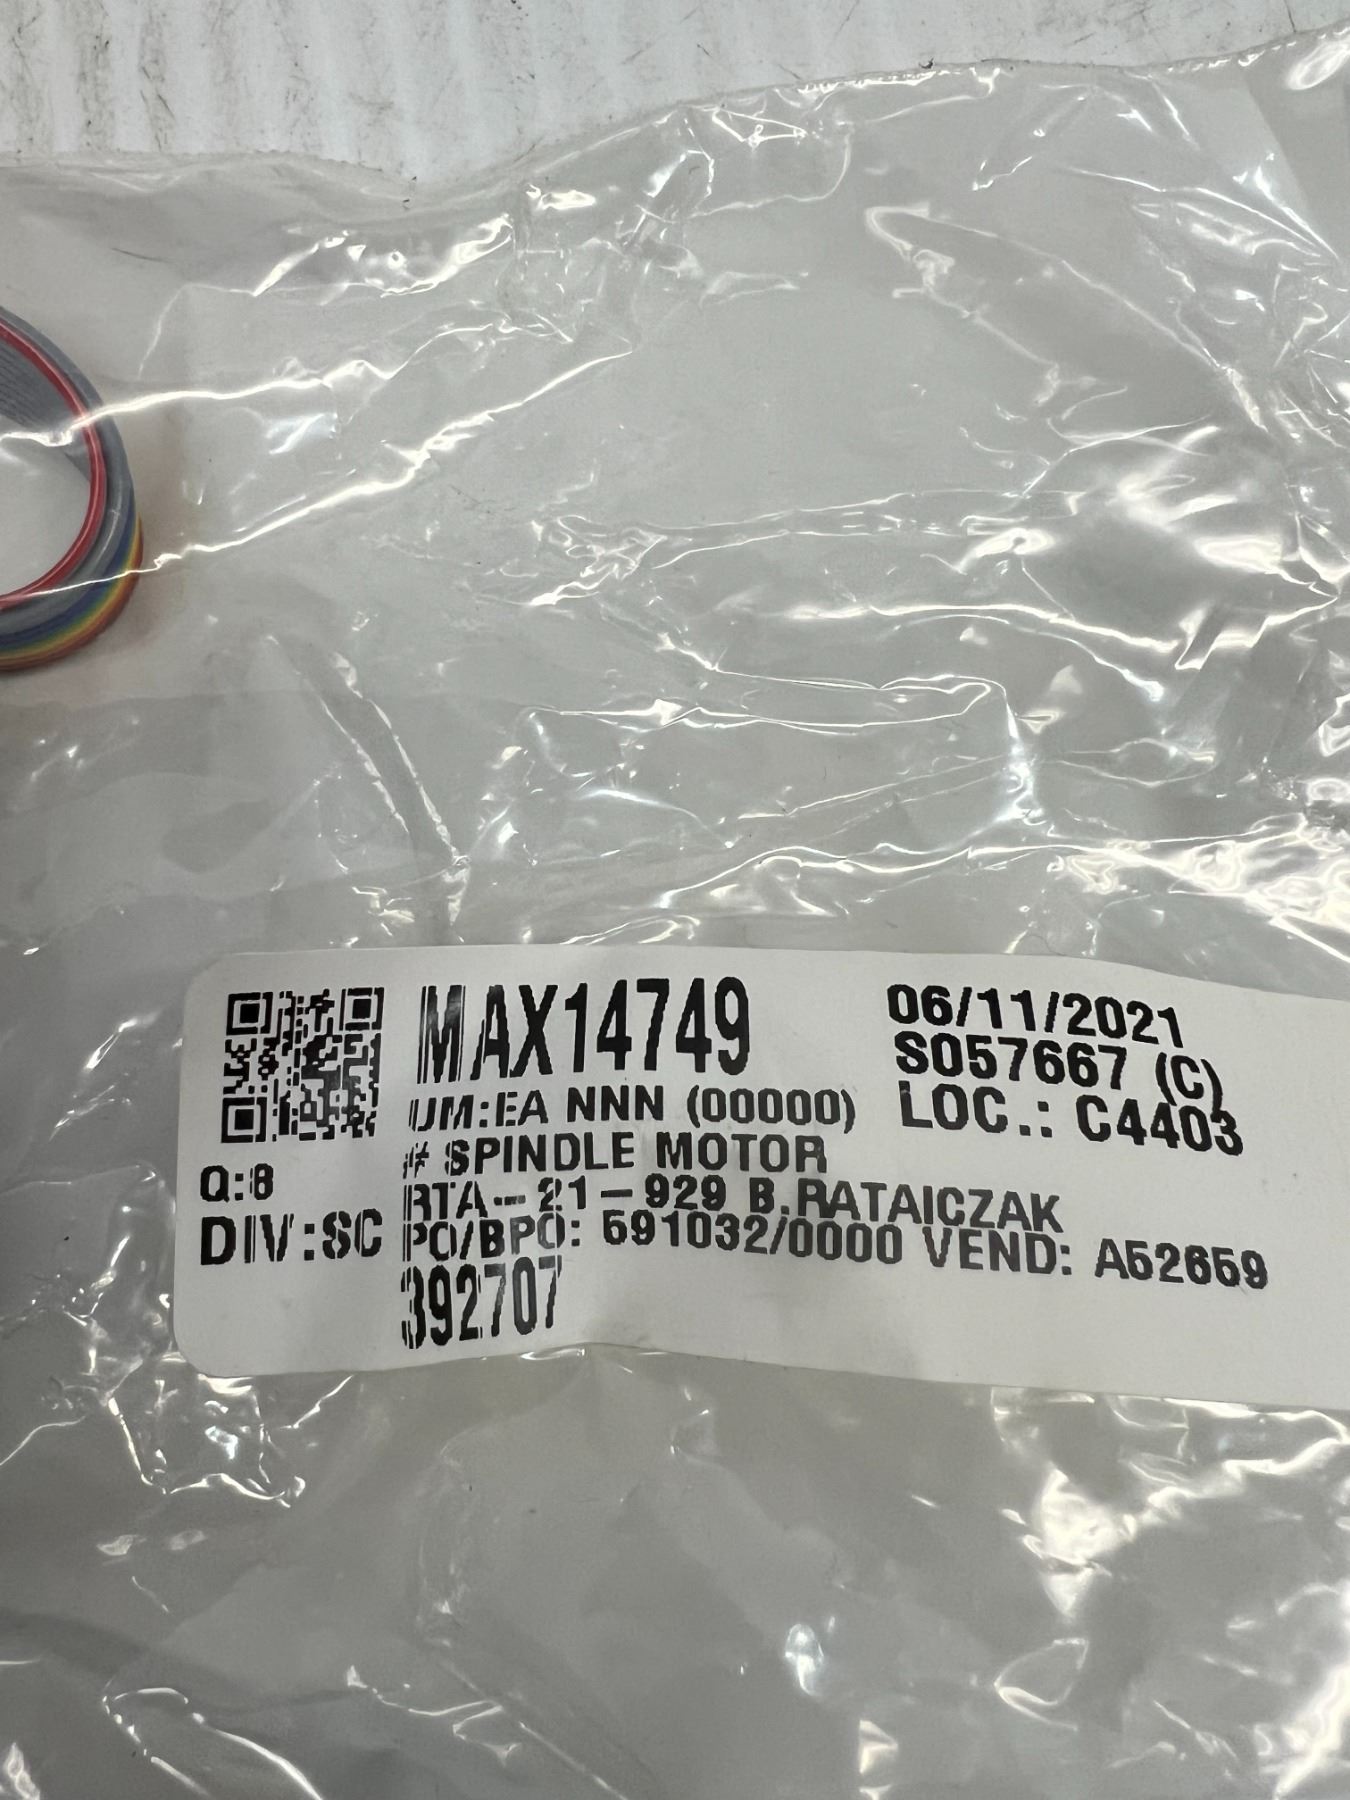 MAX14749
06/11/2021
S057667 (C)
UM:EA NNN (00000)
LOC.: C4403
# SPINDLE MOTOR
Q:8
RTA-21-929 B.RATAICZAK
DIV:SC
PO/BPO: 591032/0000 VEND: A52659
392707